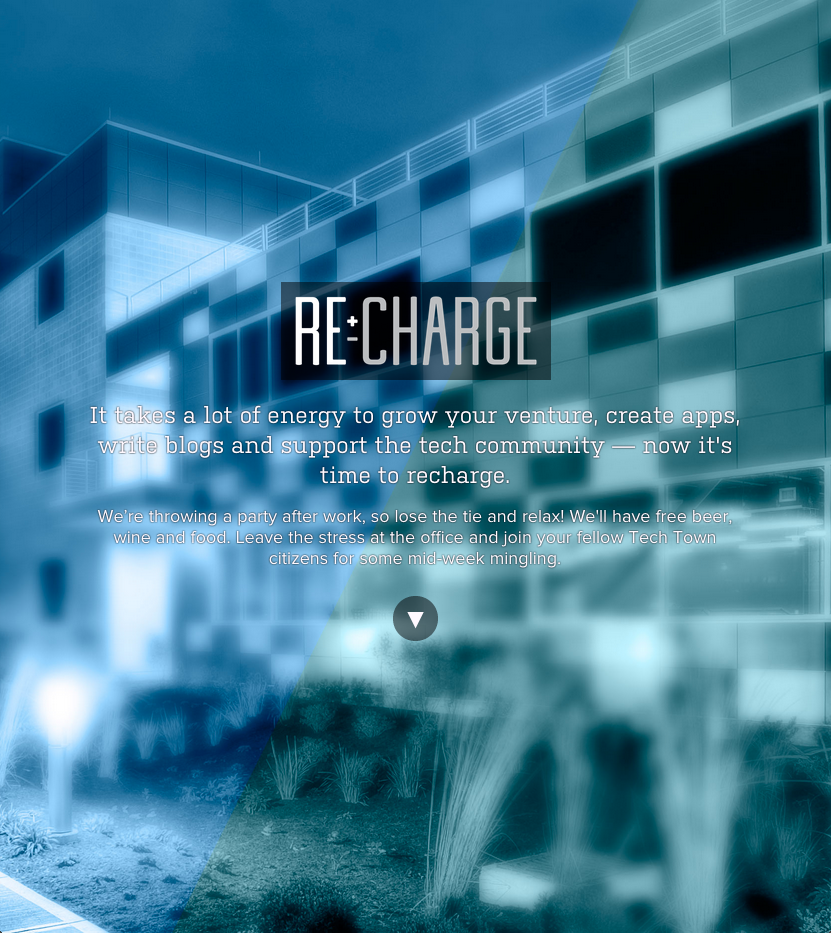 RE±CHARGE
It takes a lot of energy to grow your venture, create apps,
write blogs and support the tech community — now it's
time to recharge.
We're throwing a party after work, so lose the tie and relax! We'll have free beer,
wine and food. Leave the stress at the office and join your fellow Tech Town
citizens for some mid-week mingling.